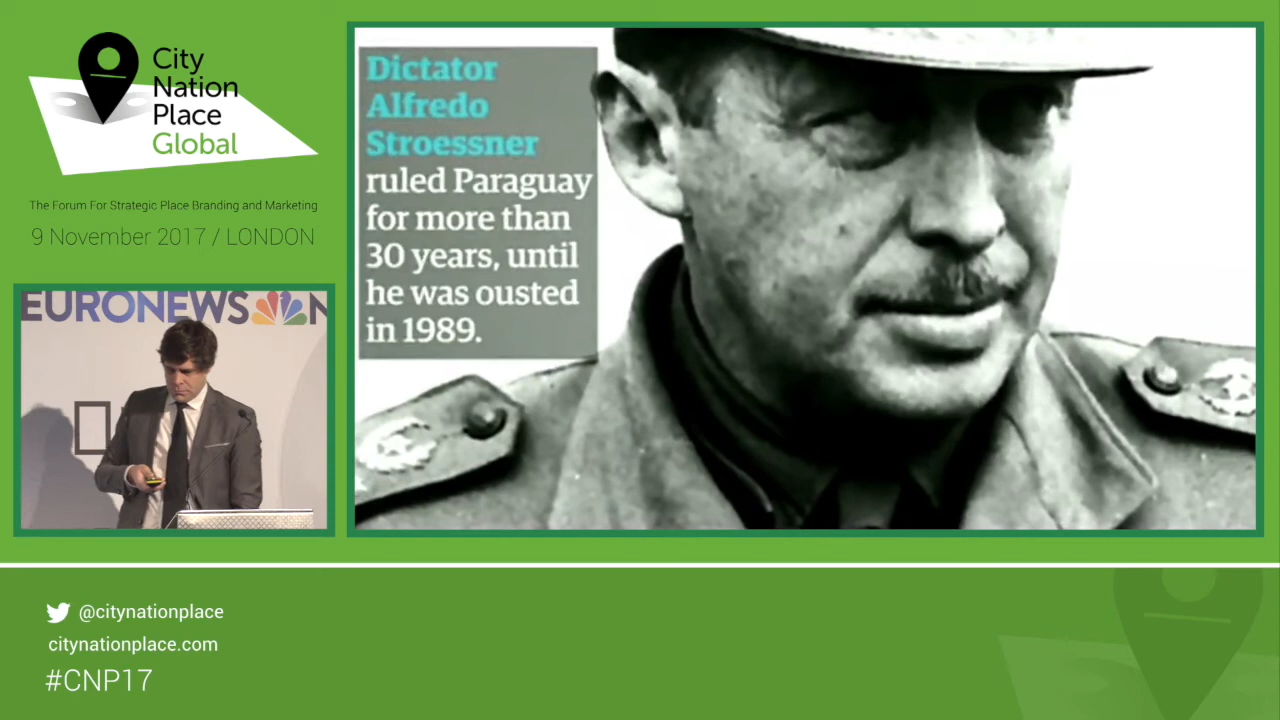 City
Nation
Place
Global
The Forum For Strategic Place Branding and Marketing
9 November 2017 / LONDON
EURONEWS N
Dictator
Alfredo
Stroessner
ruled Paraguay
for more than
30 years, until
he was ousted
in 1989.
@citynationplace
citynationplace.com
#CNP17